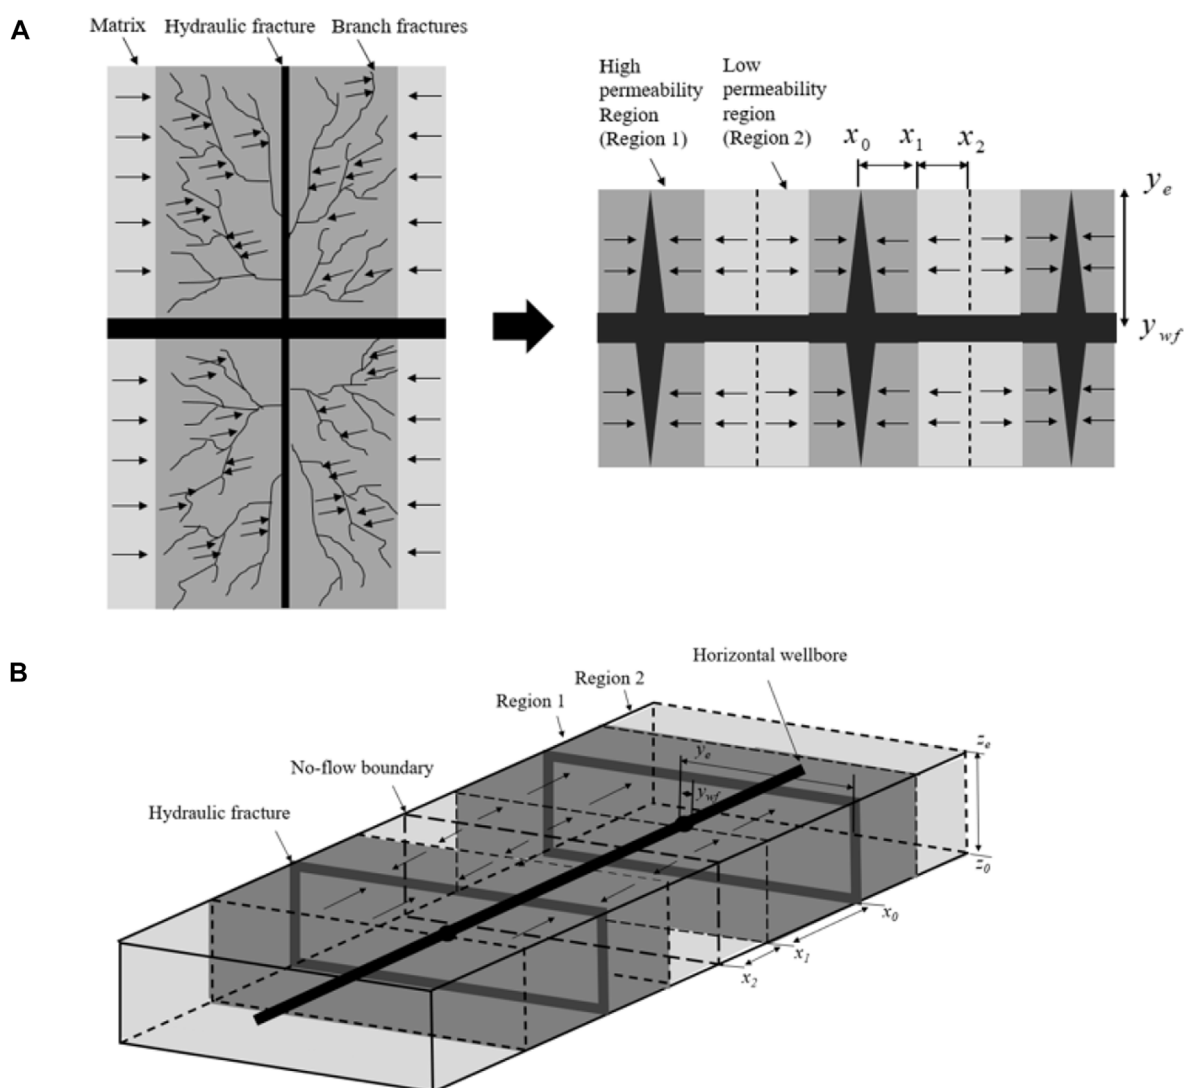 A
Matrix
Hydraulic fracture
Branch fractures
High
permeability
Region
(Region 1)
Low
permeability
region
(Region 2)
x0
x1
x2
ye
ywf
B
Horizontal wellbore
Region 2
Region 1
No-flow boundary
Hydraulic fracture
ye
ywf
ze
z0
x0
x1
x2